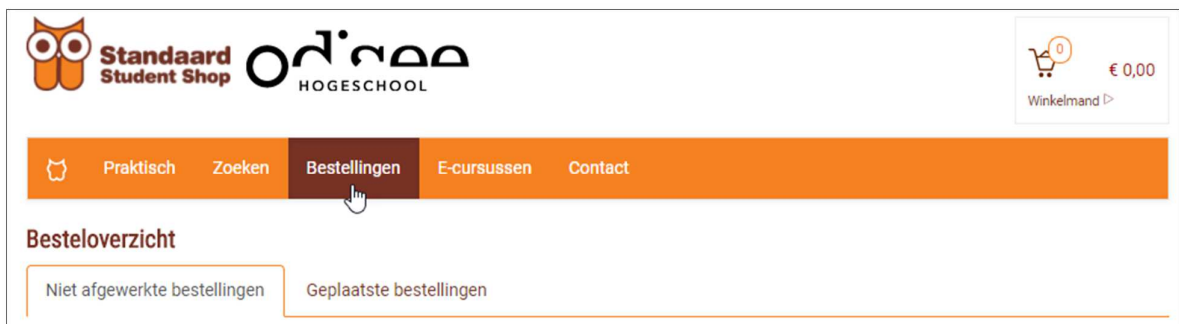 Standaard
Student Shop
odisee
HOGESCHOOL
0
€ 0,00
Winkelmand
Praktisch Zoeken Bestellingen E-cursussen Contact
Besteloverzicht
Niet afgewerkte bestellingen Geplaatste bestellingen